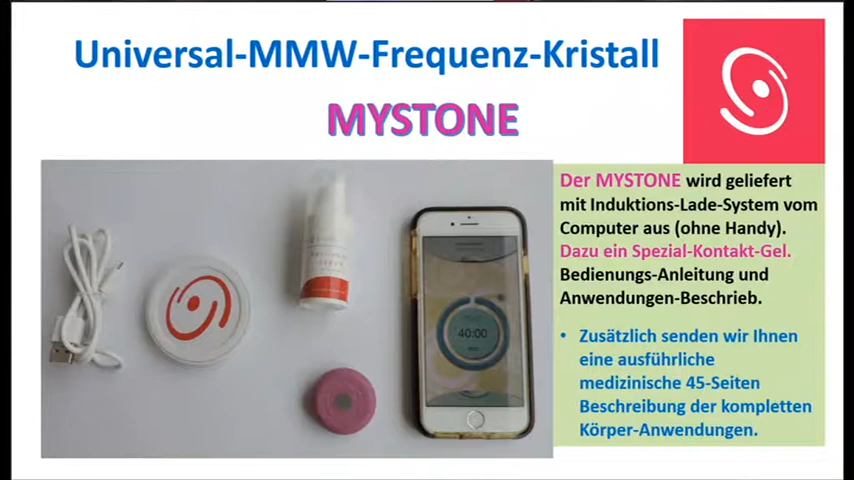 Universal-MMW-Frequenz-Kristall
MYSTONE
Der MYSTONE wird geliefert
mit Induktions-Lade-System vom
Computer aus (ohne Handy).
Dazu ein Spezial-Kontakt-Gel.
Bedienungs-Anleitung und
Anwendungen-Beschrieb.
• Zusätzlich senden wir Ihnen
eine ausführliche
medizinische 45-Seiten
Beschreibung der kompletten
Körper-Anwendungen.
40:00